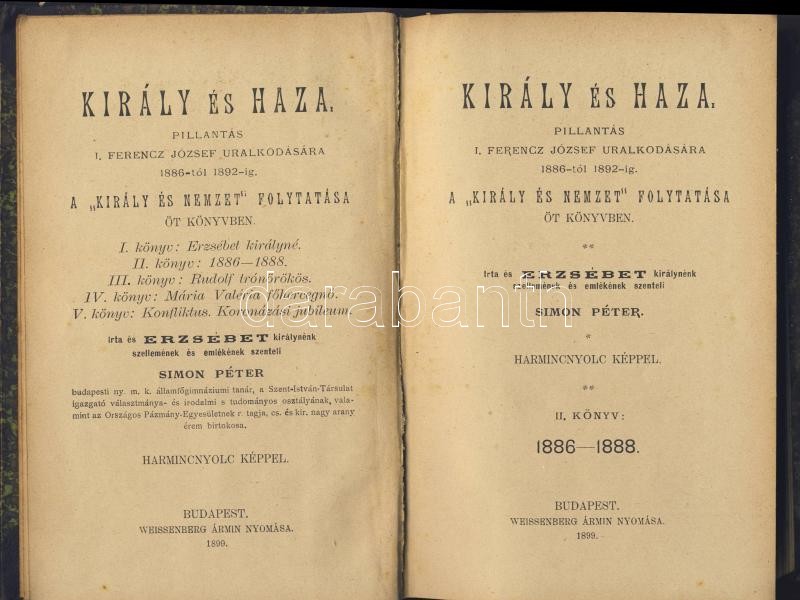 KIRÁLY ÉS HAZA.
PILLANTÁS
I. FERENCZ JÓZSEF URALKODÁSÁRA
1886-tól 1892-ig.
A „KIRÁLY ÉS NEMZET" FOLYTATÁSA
ÖT KÖNYVBEN.
I. könyv: Erzsébet királyné.
II. könyv: 1886—1888.
III. könyv: Rudolf trónörökös.
IV. könyv: Mária Valéria főherczegnő.
V. könyv: Konfliktus. Koronázási jubileum.
Irta és ERZSÉBET királynénk
szellemének és emlékének szenteli
SIMON PÉTER
budapesti ny. m. k. államfőgimnáziumi tanár, a Szent-István-Társulat
igazgató választmánya- és irodalmi s tudományos osztályának, vala-
mint az Országos Pázmány-Egyesületnek r. tagja, cs. és kir. nagy arany
érem birtokosa.
HARMINCNYOLC KÉPPEL.
BUDAPEST.
WEISSENBERG ÁRMIN NYOMÁSA.
1899.
KIRÁLY ÉS HAZA.
PILLANTÁS
I. FERENCZ JÓZSEF URALKODÁSÁRA
1886-tól 1892-ig.
A „KIRÁLY ÉS NEMZET" FOLYTATÁSA
ÖT KÖNYVBEN.
**
Irta és ERZSÉBET királynénk
szellemének és emlékének szenteli
SIMON PÉTER.
*
HARMINCNYOLC KÉPPEL.
**
II. KÖNYV:
1886—1888.
BUDAPEST.
WEISSENBERG ÁRMIN NYOMÁSA.
1899.
darabanth